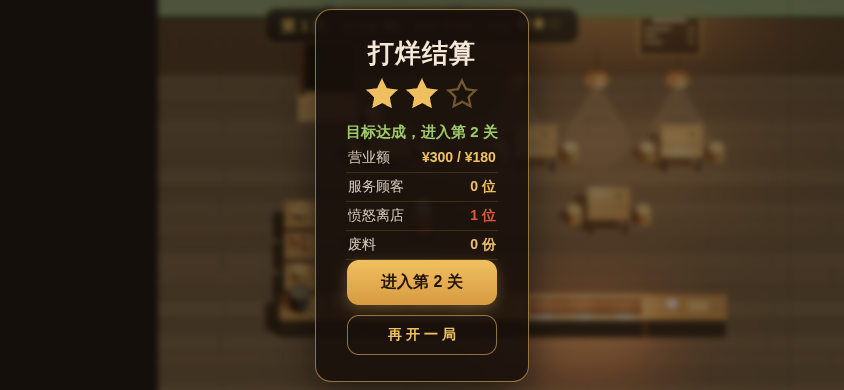 打烊结算
目标达成，进入第 2 关
营业额 ¥300 / ¥180
服务顾客 0 位
愤怒离店 1 位
废料 0 份
进入第 2 关
再开一局